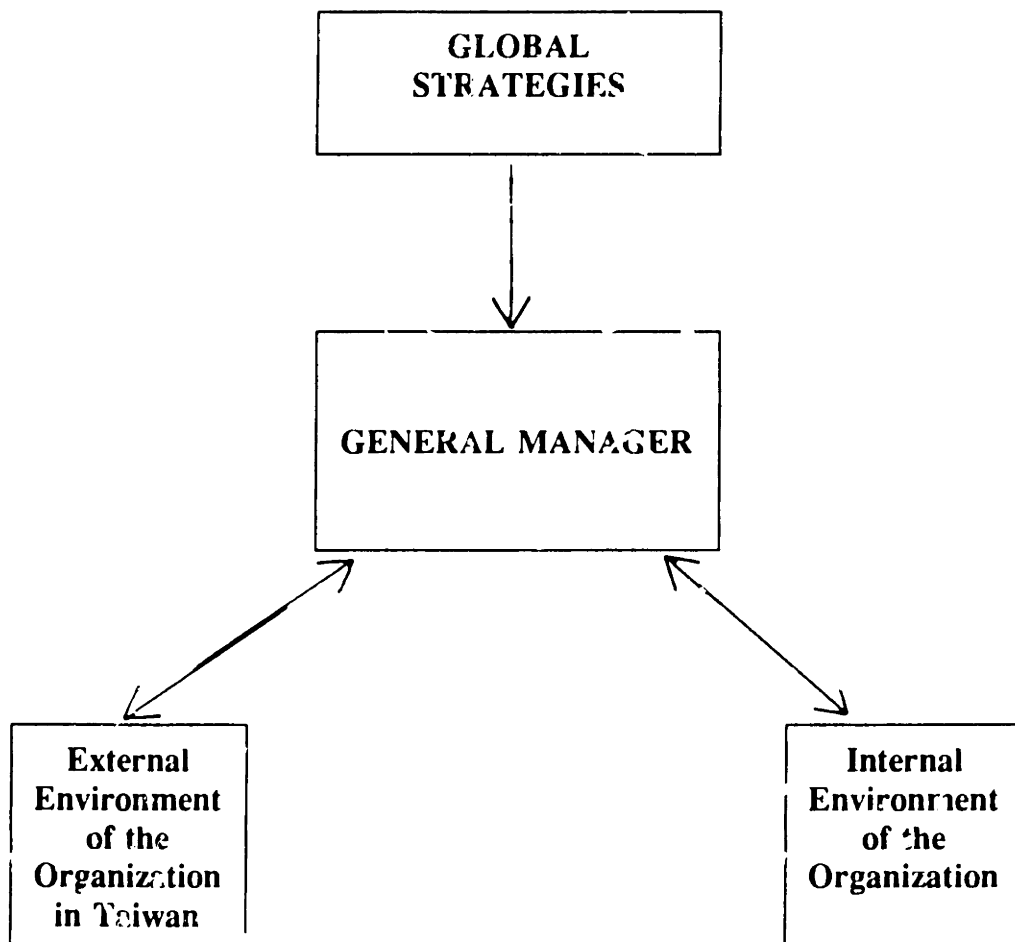 GLOBAL
STRATEGIES
GENERAL MANAGER
External
Environment
of the
Organization
in Taiwan
Internal
Environment
of the
Organization